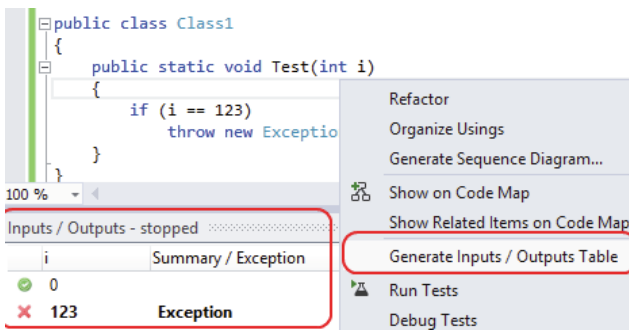 public class Class1
{
public static void Test(int i)
{
if (i == 123)
throw new Exceptio
}
}
100 %
Refactor
Organize Usings
Generate Sequence Diagram...
Show on Code Map
Show Related Items on Code Map
Generate Inputs / Outputs Table
Run Tests
Debug Tests
Inputs / Outputs - stopped
i Summary / Exception
0
123 Exception